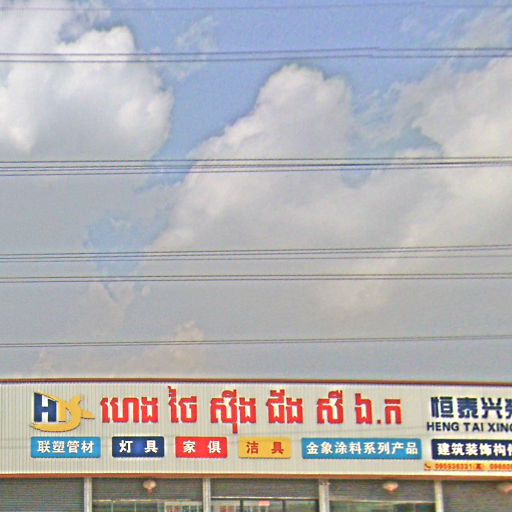 ហេង ថៃ ស៊ីង ជីង សឺ ឯ.ក
恒泰兴
HENG TAI XING
联塑管材 灯具 家俱 洁具 金象涂料系列产品 建筑装饰构件